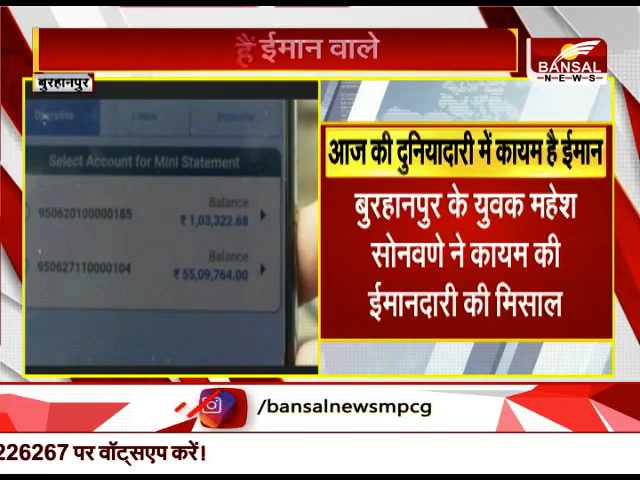 हैं ईमान वाले
BANSAL
NEWS
बुरहानपुर
Operative Loans Deposits
Select Account for Mini Statement
Balance
950620100000185
₹ 1,03,322.68
Balance
950627110000104
₹ 55,09,764.00
आज की दुनियादारी में कायम है ईमान
बुरहानपुर के युवक महेश
सोनवणे ने कायम की
ईमानदारी की मिसाल
/bansalnewsmpcg
226267 पर वॉट्सएप करें!